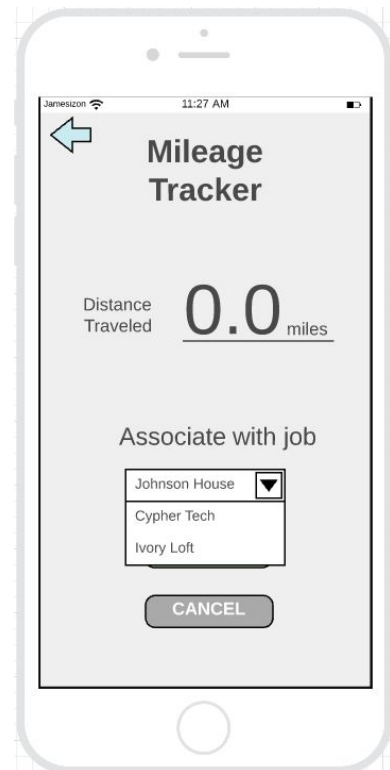 Jamesizon 11:27 AM
Mileage
Tracker
Distance
Traveled
0.0 miles
Associate with job
Johnson House
Cypher Tech
Ivory Loft
CANCEL